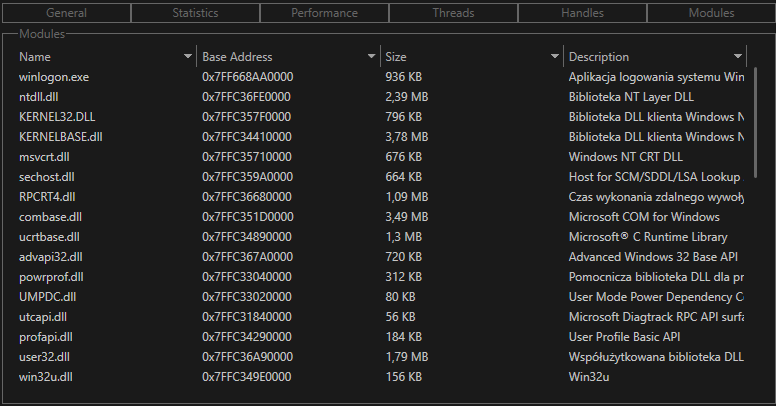 General Statistics Performance Threads Handles Modules
Modules
Name Base Address Size Description
winlogon.exe 0x7FF668AA0000 936 KB Aplikacja logowania systemu Win
ntdll.dll 0x7FFC36FE0000 2,39 MB Biblioteka NT Layer DLL
KERNEL32.DLL 0x7FFC357F0000 796 KB Biblioteka DLL klienta Windows N
KERNELBASE.dll 0x7FFC34410000 3,78 MB Biblioteka DLL klienta Windows N
msvcrt.dll 0x7FFC35710000 676 KB Windows NT CRT DLL
sechost.dll 0x7FFC359A0000 664 KB Host for SCM/SDDL/LSA Lookup
RPCRT4.dll 0x7FFC36680000 1,09 MB Czas wykonania zdalnego wywoły
combase.dll 0x7FFC351D0000 3,49 MB Microsoft COM for Windows
ucrtbase.dll 0x7FFC34890000 1,3 MB Microsoft® C Runtime Library
advapi32.dll 0x7FFC367A0000 720 KB Advanced Windows 32 Base API
powrprof.dll 0x7FFC33040000 312 KB Pomocnicza biblioteka DLL dla pr
UMPDC.dll 0x7FFC33020000 80 KB User Mode Power Dependency Co
utcapi.dll 0x7FFC31840000 56 KB Microsoft Diagtrack RPC API surfa
profapi.dll 0x7FFC34290000 184 KB User Profile Basic API
user32.dll 0x7FFC36A90000 1,79 MB Współużytkowana biblioteka DLL
win32u.dll 0x7FFC349E0000 156 KB Win32u